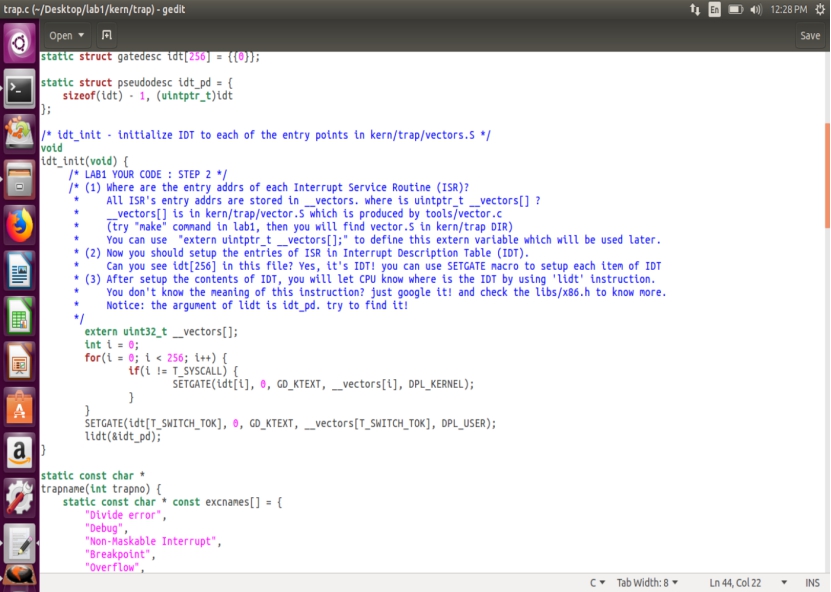 trap.c (~/Desktop/lab1/kern/trap) - gedit
En
12:28 PM
Open
Save
static struct gatedesc idt[256] = {{0}};
static struct pseudodesc idt_pd = {
    sizeof(idt) - 1, (uintptr_t)idt
};
/* idt_init - initialize IDT to each of the entry points in kern/trap/vectors.S */
void
idt_init(void) {
     /* LAB1 YOUR CODE : STEP 2 */
     /* (1) Where are the entry addrs of each Interrupt Service Routine (ISR)?
      *     All ISR's entry addrs are stored in __vectors. where is uintptr_t __vectors[] ?
      *     __vectors[] is in kern/trap/vector.S which is produced by tools/vector.c
      *     (try "make" command in lab1, then you will find vector.S in kern/trap DIR)
      *     You can use  "extern uintptr_t __vectors[];" to define this extern variable which will be used later.
      * (2) Now you should setup the entries of ISR in Interrupt Description Table (IDT).
      *     Can you see idt[256] in this file? Yes, it's IDT! you can use SETGATE macro to setup each item of IDT
      * (3) After setup the contents of IDT, you will let CPU know where is the IDT by using 'lidt' instruction.
      *     You don't know the meaning of this instruction? just google it! and check the libs/x86.h to know more.
      *     Notice: the argument of lidt is idt_pd. try to find it!
      */
        extern uint32_t __vectors[];
        int i = 0;
        for(i = 0; i < 256; i++) {
                if(i != T_SYSCALL) {
                        SETGATE(idt[i], 0, GD_KTEXT, __vectors[i], DPL_KERNEL);
                }
        }
        SETGATE(idt[T_SWITCH_TOK], 0, GD_KTEXT, __vectors[T_SWITCH_TOK], DPL_USER);
        lidt(&idt_pd);
}
static const char *
trapname(int trapno) {
    static const char * const excnames[] = {
        "Divide error",
        "Debug",
        "Non-Maskable Interrupt",
        "Breakpoint",
        "Overflow",
C
Tab Width: 8
Ln 44, Col 22
INS